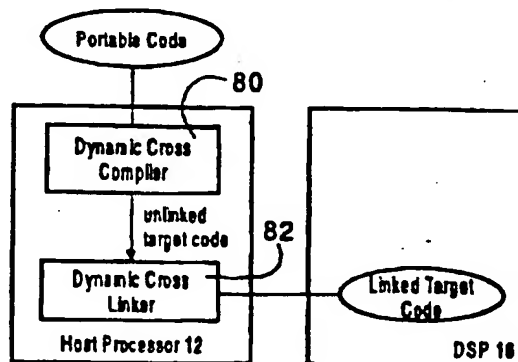 Portable Code
80
Dynamic Cross
Compiler
unlinked
target code
82
Dynamic Cross
Linker
Linked Target
Code
Host Processor 12
DSP 16